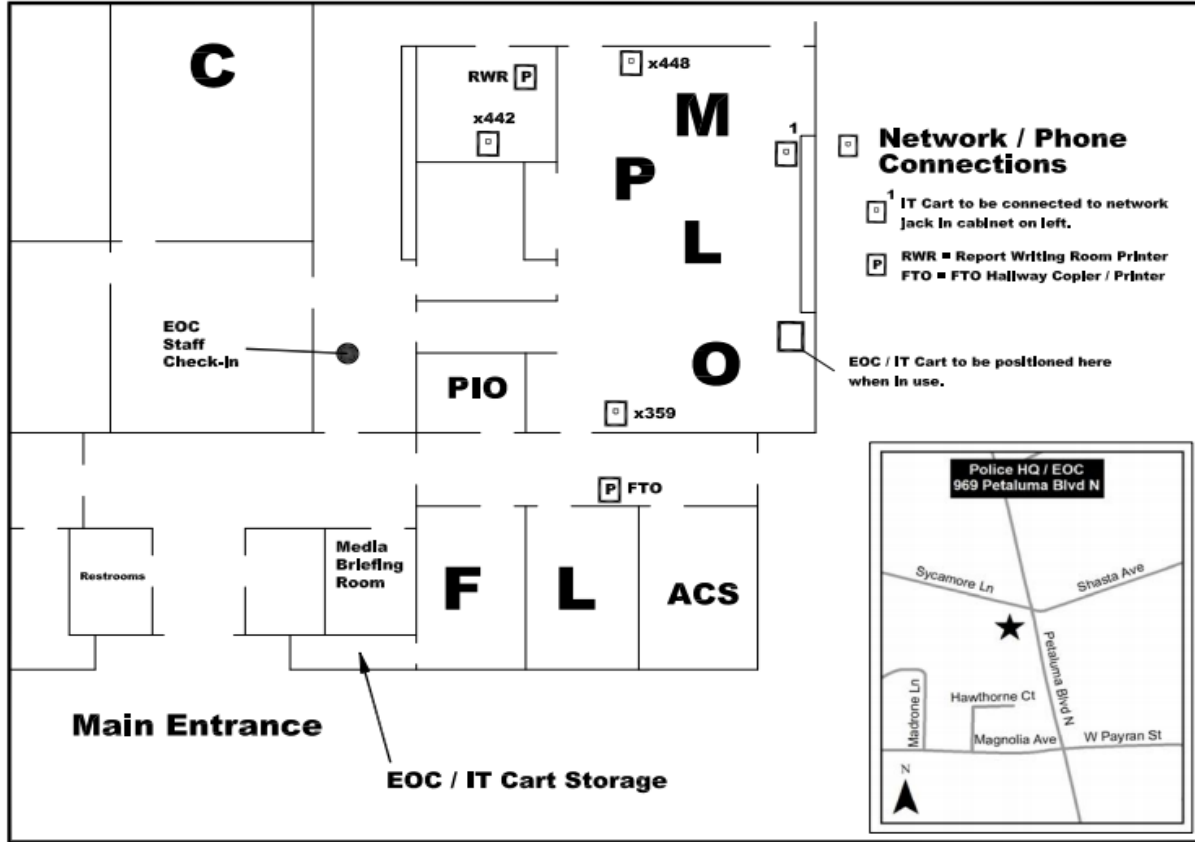 C
RWR P
x448
x442
M
1
P
L
Network / Phone
Connections
1 IT Cart to be connected to network
jack in cabinet on left.
P RWR = Report Writing Room Printer
FTO = FTO Hallway Copier / Printer
EOC
Staff
Check-in
PIO
O
EOC / IT Cart to be positioned here
when in use.
x359
P FTO
Restrooms
Media
Briefing
Room
F
L
ACS
Main Entrance
EOC / IT Cart Storage
Police HQ / EOC
969 Petaluma Blvd N
Sycamore Ln
Shasta Ave
Petaluma Blvd N
Madrone Ln
Hawthorne Ct
Magnolia Ave
W Payran St
N